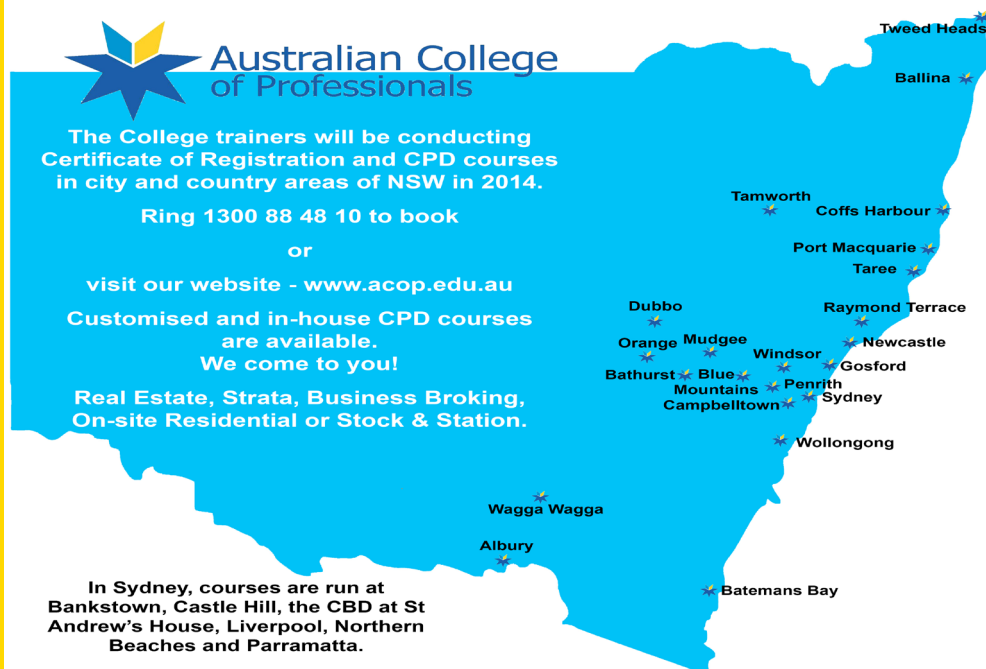 Australian College
of Professionals
The College trainers will be conducting
Certificate of Registration and CPD courses
in city and country areas of NSW in 2014.
Ring 1300 88 48 10 to book
or
visit our website - www.acop.edu.au
Customised and in-house CPD courses
are available.
We come to you!
Real Estate, Strata, Business Broking,
On-site Residential or Stock & Station.
Tweed Heads
Ballina
Tamworth
Coffs Harbour
Port Macquarie
Taree
Dubbo
Raymond Terrace
Orange
Mudgee
Newcastle
Windsor
Gosford
Bathurst
Blue
Mountains
Penrith
Sydney
Campbelltown
Wollongong
Wagga Wagga
Albury
Batemans Bay
In Sydney, courses are run at
Bankstown, Castle Hill, the CBD at St
Andrew's House, Liverpool, Northern
Beaches and Parramatta.